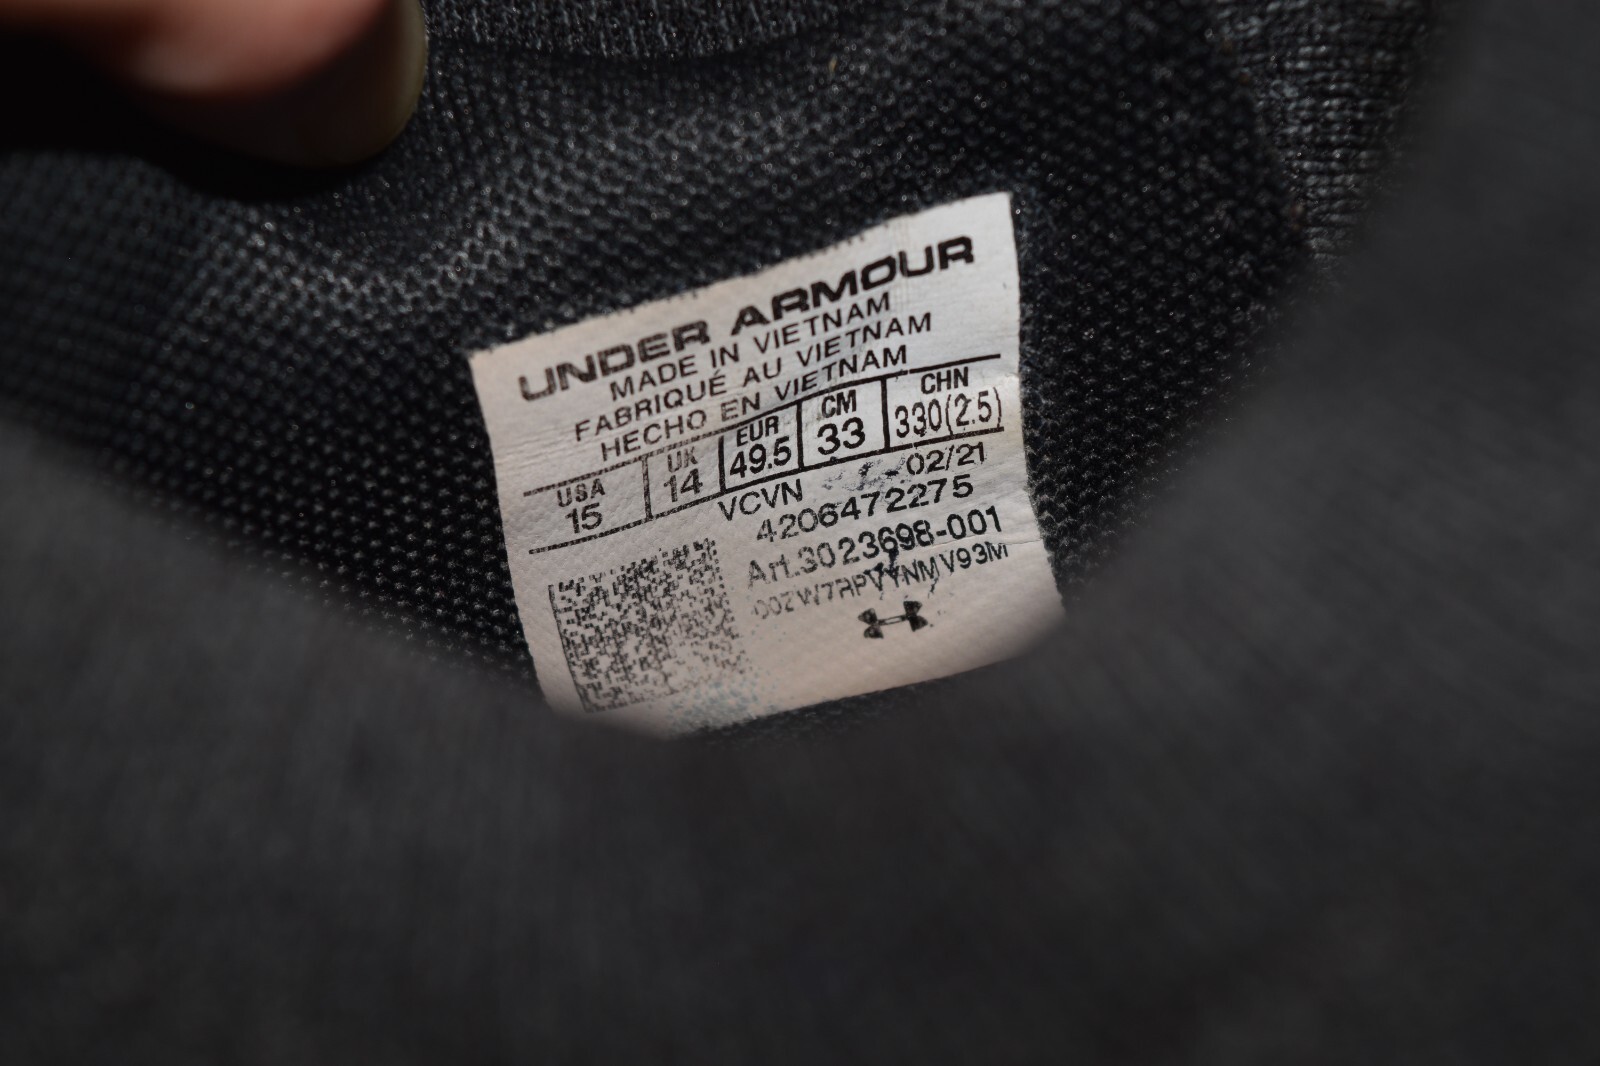 UNDER ARMOUR
MADE IN VIETNAM
FABRIQUÉ AU VIETNAM
HECHO EN VIETNAM
USA UK EUR CM CHN
15 14 49.5 33 330(2.5)
VCVN 02/21
4206472275
Art.3023698-001